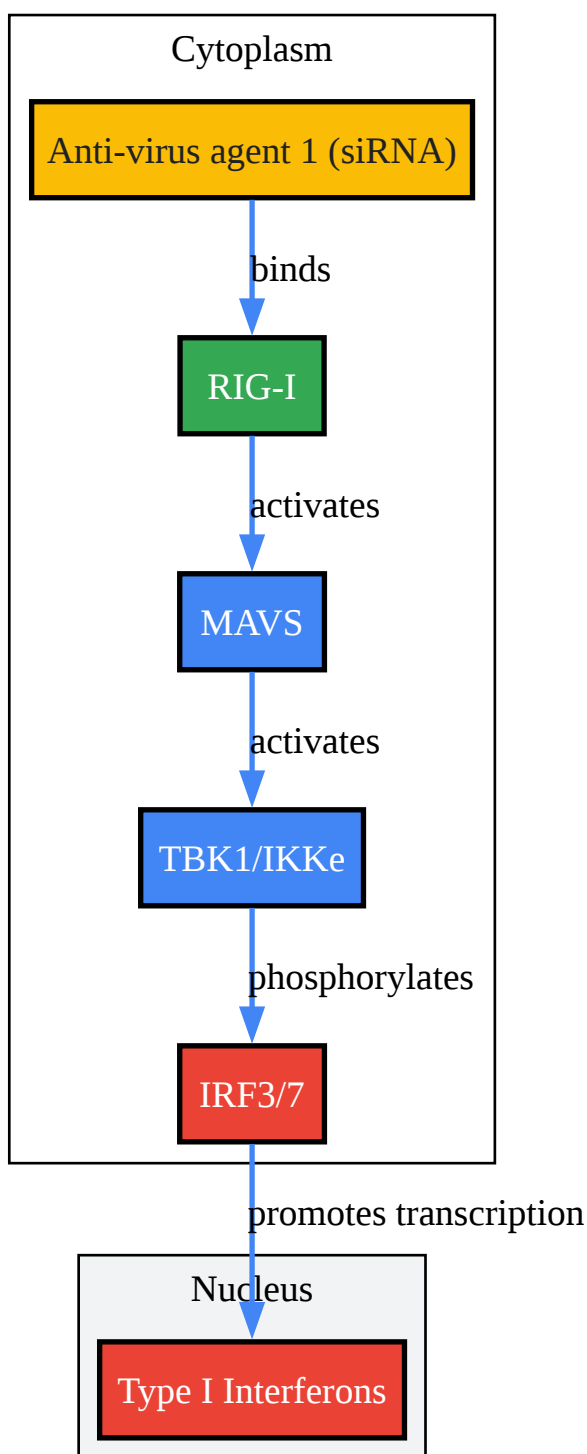 Cytoplasm
Anti-virus agent 1 (siRNA)
binds
RIG-I
activates
MAVS
activates
TBK1/IKKe
phosphorylates
IRF3/7
promotes transcription
Nucleus
Type I Interferons